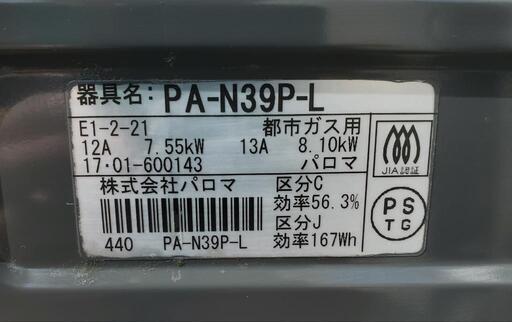 器具名: PA-N39P-L
E1-2-21 都市ガス用
12A 7.55kW 13A 8.10kW
17・01-600143 パロマ
株式会社パロマ 区分C
効率56.3%
区分J
440 PA-N39P-L 効率167Wh
JIA認証
PS
TG